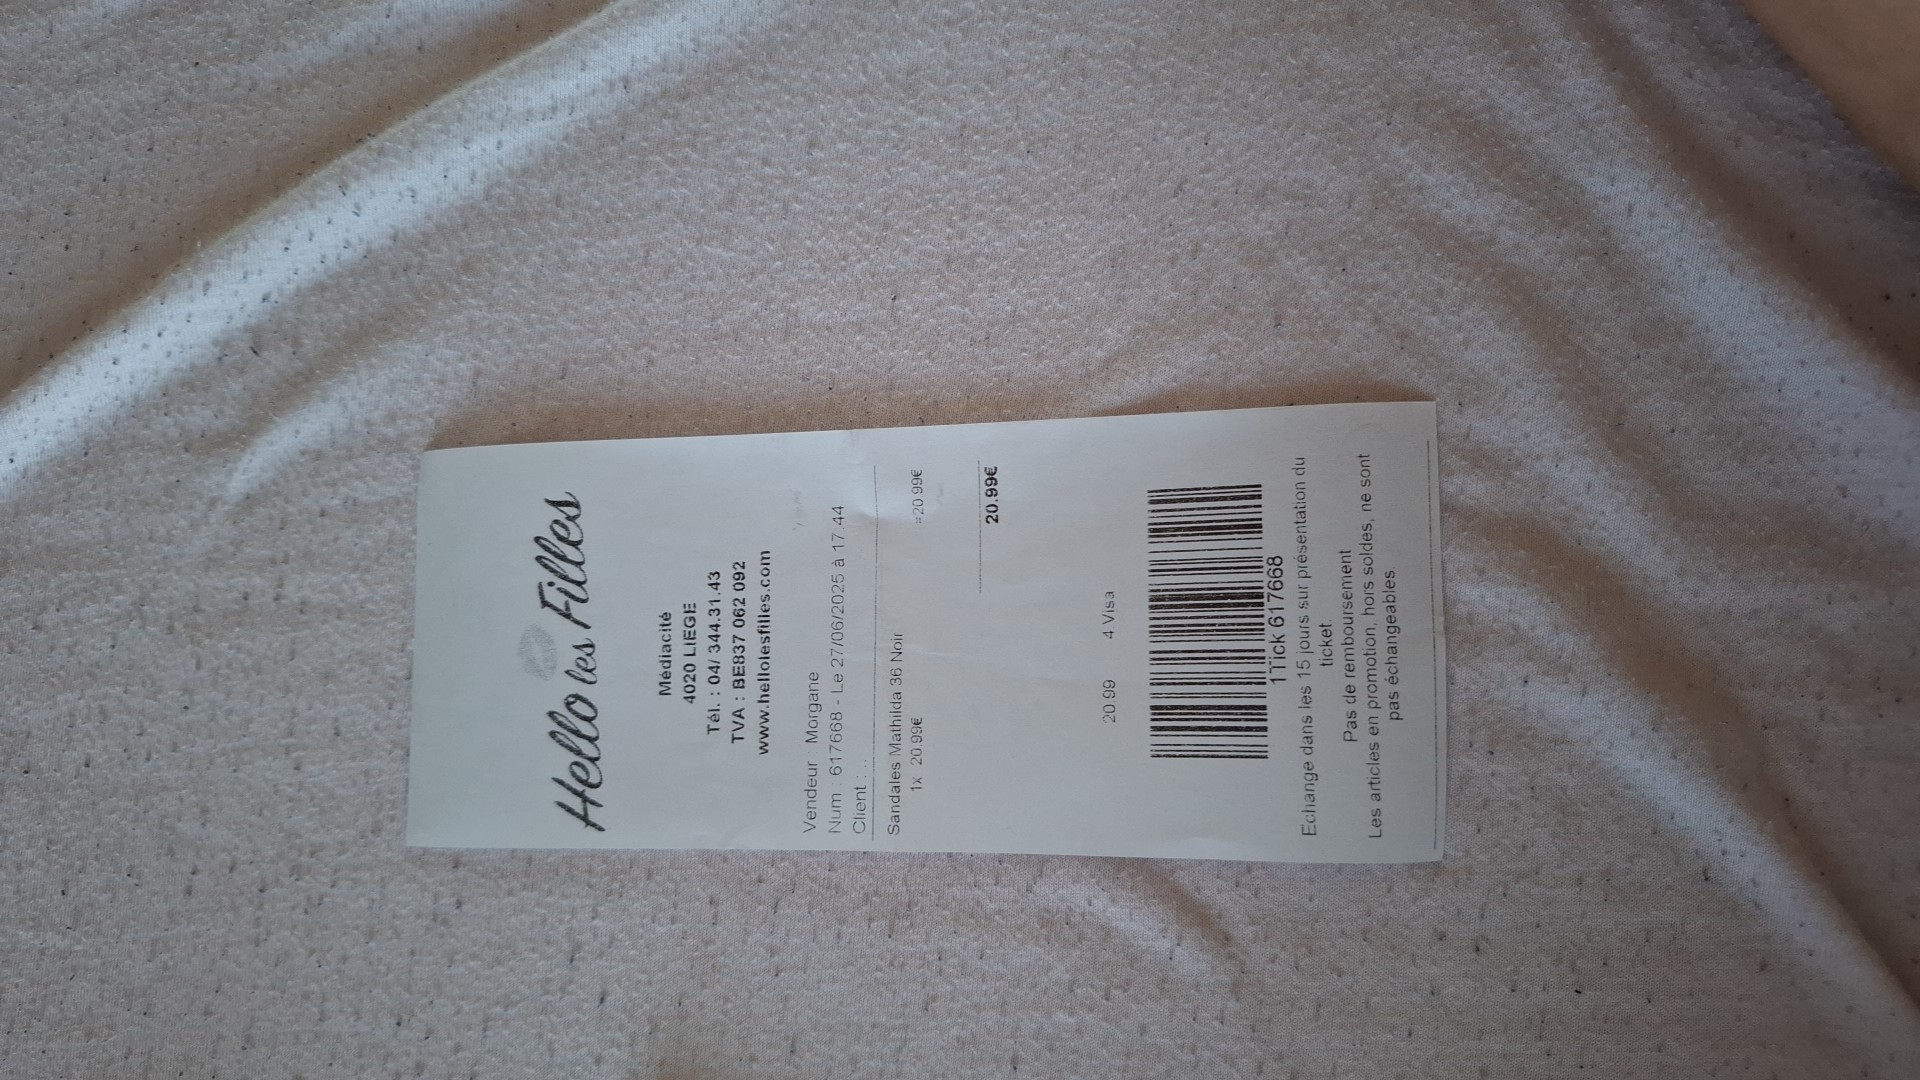 Hello les Filles
Médiacité
4020 LIEGE
Tél. : 04/ 344.31.43
TVA : BE837 062 092
www.hellolesfilles.com
Vendeur : Morgane
Num : 617668 - Le 27/06/2025 à 17:44
Client : ..
Sandales Mathilda 36 Noir
1x 20.99€ =20.99€
20.99€
20.99 4 Visa
1Tick 617668
Echange dans les 15 jours sur présentation du
ticket
Pas de remboursement
Les articles en promotion, hors soldes, ne sont
pas échangeables